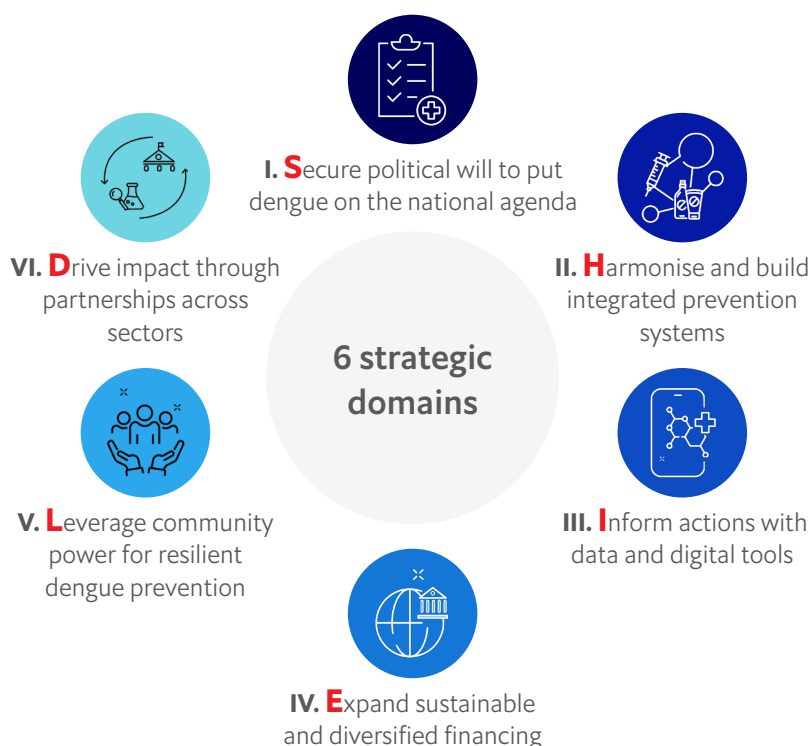 I. Secure political will to put
dengue on the national agenda
II. Harmonise and build
integrated prevention
systems
III. Inform actions with
data and digital tools
IV. Expand sustainable
and diversified financing
V. Leverage community
power for resilient
dengue prevention
VI. Drive impact through
partnerships across
sectors
6 strategic
domains